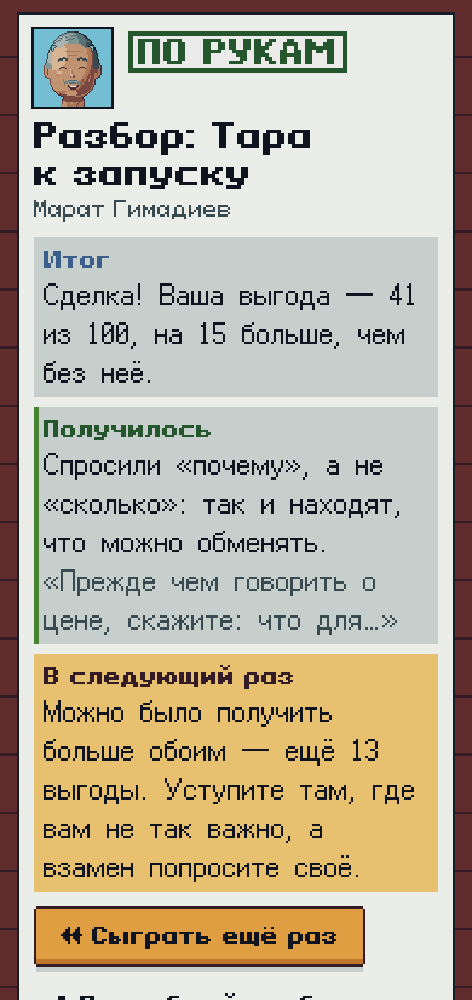 ПО РУКАМ
Разбор: Тара
к запуску
Марат Гимадиев
Итог
Сделка! Ваша выгода — 41
из 100, на 15 больше, чем
без неё.
Получилось
Спросили «почему», а не
«сколько»: так и находят,
что можно обменять.
«Прежде чем говорить о
цене, скажите: что для…»
В следующий раз
Можно было получить
больше обоим — ещё 13
выгоды. Уступите там, где
вам не так важно, а
взамен попросите своё.
Сыграть ещё раз